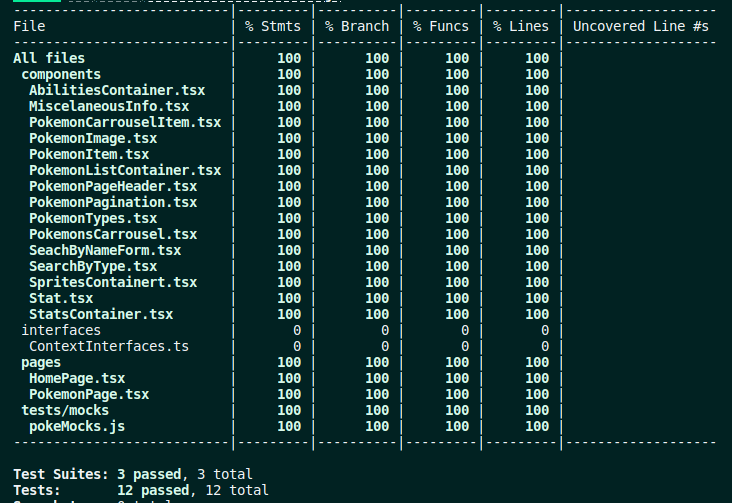 -----------------------------|---------|----------|---------|---------|-------------------
File | % Stmts | % Branch | % Funcs | % Lines | Uncovered Line #s
-----------------------------|---------|----------|---------|---------|-------------------
All files | 100 | 100 | 100 | 100 |
components | 100 | 100 | 100 | 100 |
AbilitiesContainer.tsx | 100 | 100 | 100 | 100 |
MiscelaneousInfo.tsx | 100 | 100 | 100 | 100 |
PokemonCarrouselItem.tsx | 100 | 100 | 100 | 100 |
PokemonImage.tsx | 100 | 100 | 100 | 100 |
PokemonItem.tsx | 100 | 100 | 100 | 100 |
PokemonListContainer.tsx | 100 | 100 | 100 | 100 |
PokemonPageHeader.tsx | 100 | 100 | 100 | 100 |
PokemonPagination.tsx | 100 | 100 | 100 | 100 |
PokemonTypes.tsx | 100 | 100 | 100 | 100 |
PokemonsCarrousel.tsx | 100 | 100 | 100 | 100 |
SeachByNameForm.tsx | 100 | 100 | 100 | 100 |
SearchByType.tsx | 100 | 100 | 100 | 100 |
SpritesContainert.tsx | 100 | 100 | 100 | 100 |
Stat.tsx | 100 | 100 | 100 | 100 |
StatsContainer.tsx | 100 | 100 | 100 | 100 |
interfaces | 0 | 0 | 0 | 0 |
ContextInterfaces.ts | 0 | 0 | 0 | 0 |
pages | 100 | 100 | 100 | 100 |
HomePage.tsx | 100 | 100 | 100 | 100 |
PokemonPage.tsx | 100 | 100 | 100 | 100 |
tests/mocks | 100 | 100 | 100 | 100 |
pokeMocks.js | 100 | 100 | 100 | 100 |
-----------------------------|---------|----------|---------|---------|-------------------
Test Suites: 3 passed, 3 total
Tests: 12 passed, 12 total